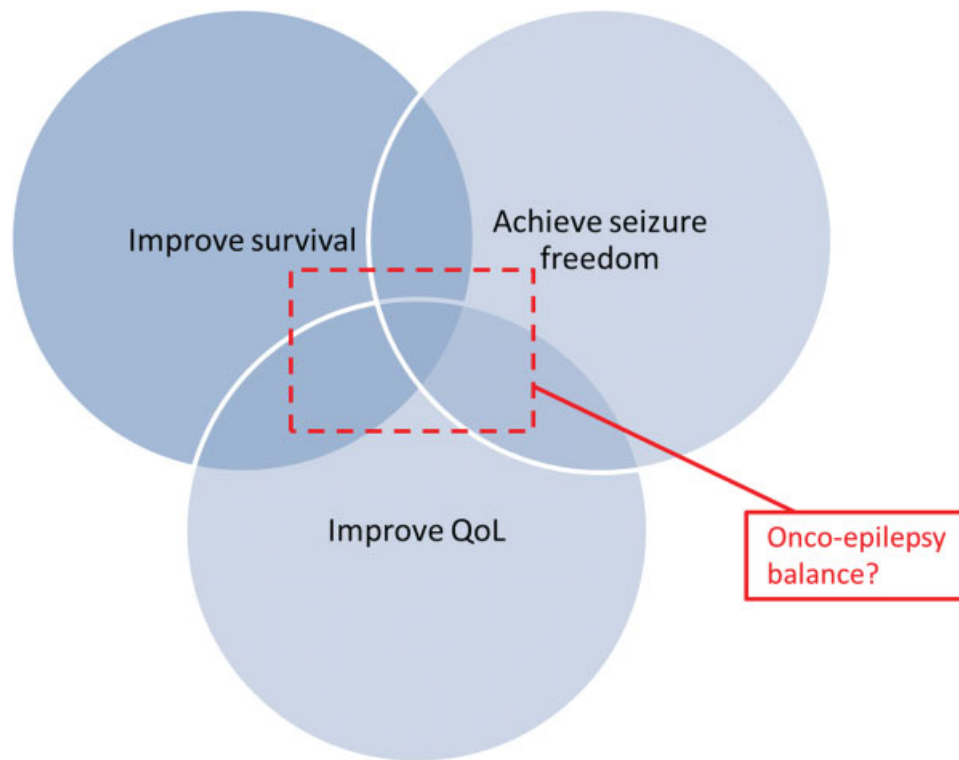 Improve survival
Achieve seizure
freedom
Improve QoL
Onco-epilepsy
balance?